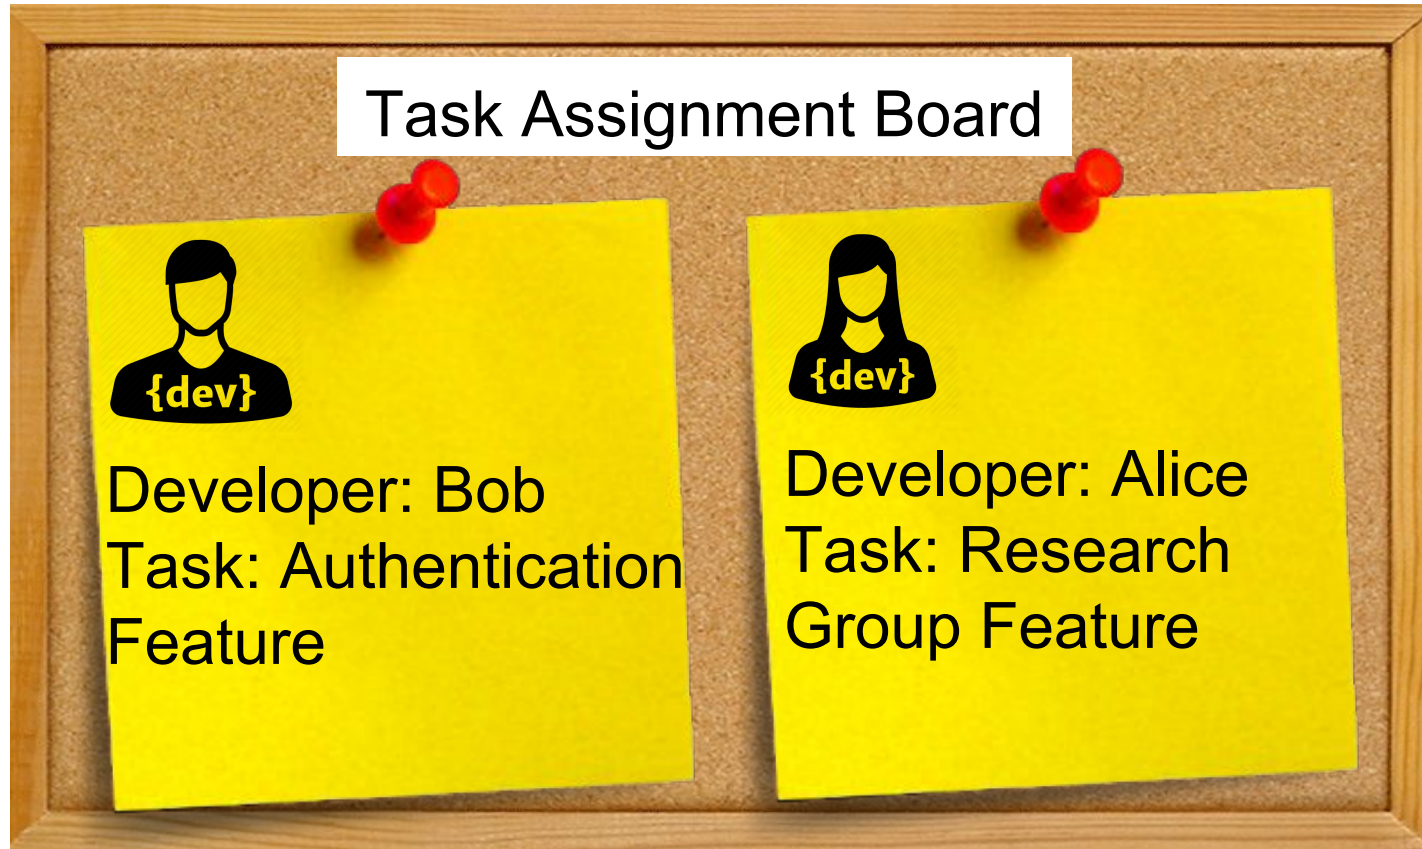 Task Assignment Board
{dev}
Developer: Bob
Task: Authentication
Feature
{dev}
Developer: Alice
Task: Research
Group Feature